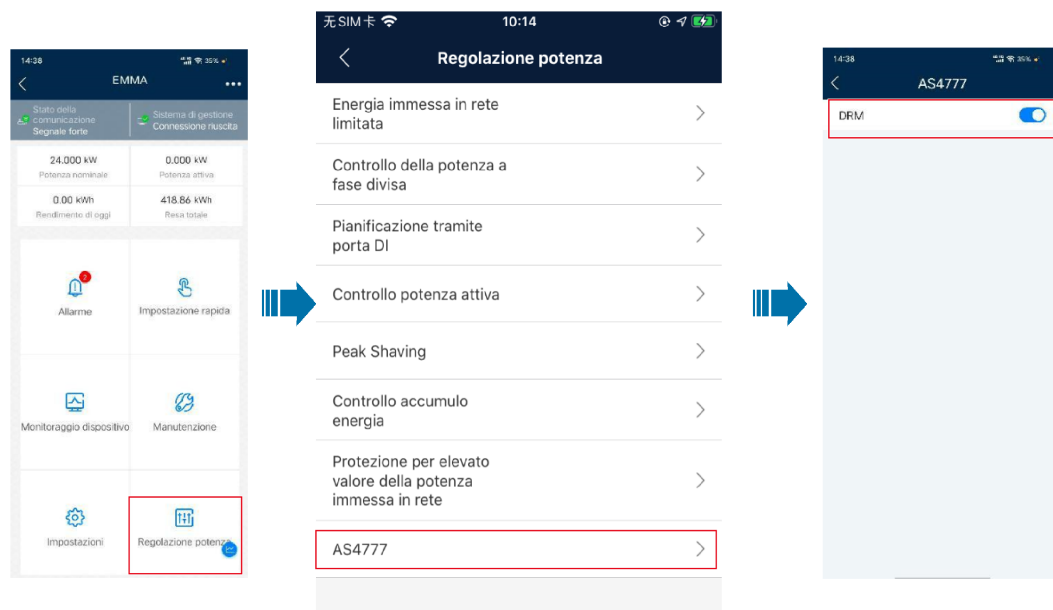 14:38
35%
EMMA
Stato della
comunicazione
Segnale forte
Sistema di gestione
Connessione riuscita
24.000 kW
Potenza nominale
0.000 kW
Potenza attiva
0.00 kWh
Rendimento di oggi
418.86 kWh
Resa totale
2
Allarme
Impostazione rapida
Monitoraggio dispositivo
Manutenzione
Impostazioni
Regolazione potenza
无SIM卡
10:14
Regolazione potenza
Energia immessa in rete
limitata
Controllo della potenza a
fase divisa
Pianificazione tramite
porta DI
Controllo potenza attiva
Peak Shaving
Controllo accumulo
energia
Protezione per elevato
valore della potenza
immessa in rete
AS4777
14:38
35%
AS4777
DRM